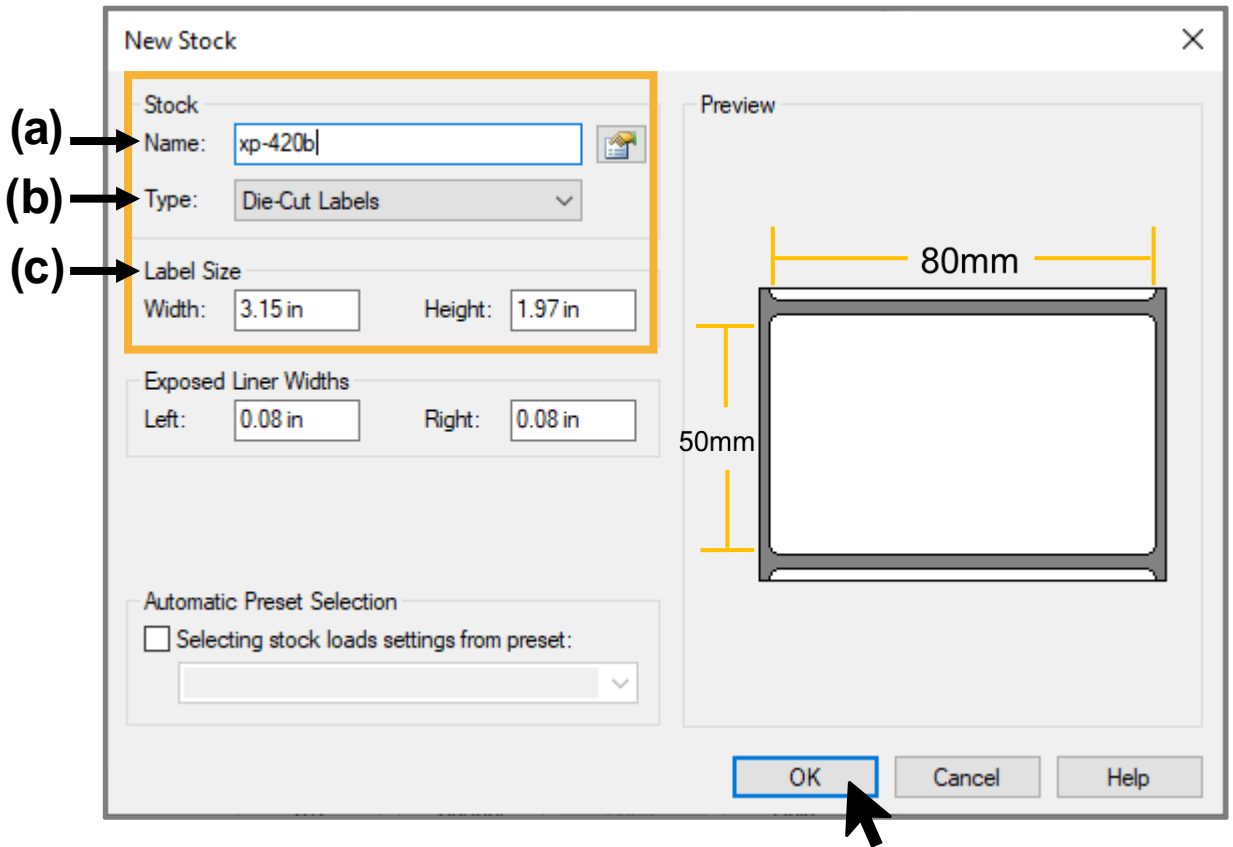 New Stock
Stock
(a)
Name: xp-420b
(b)
Type: Die-Cut Labels
(c)
Label Size
Width: 3.15 in Height: 1.97 in
Exposed Liner Widths
Left: 0.08 in Right: 0.08 in
Automatic Preset Selection
Selecting stock loads settings from preset:
Preview
80mm
50mm
OK Cancel Help